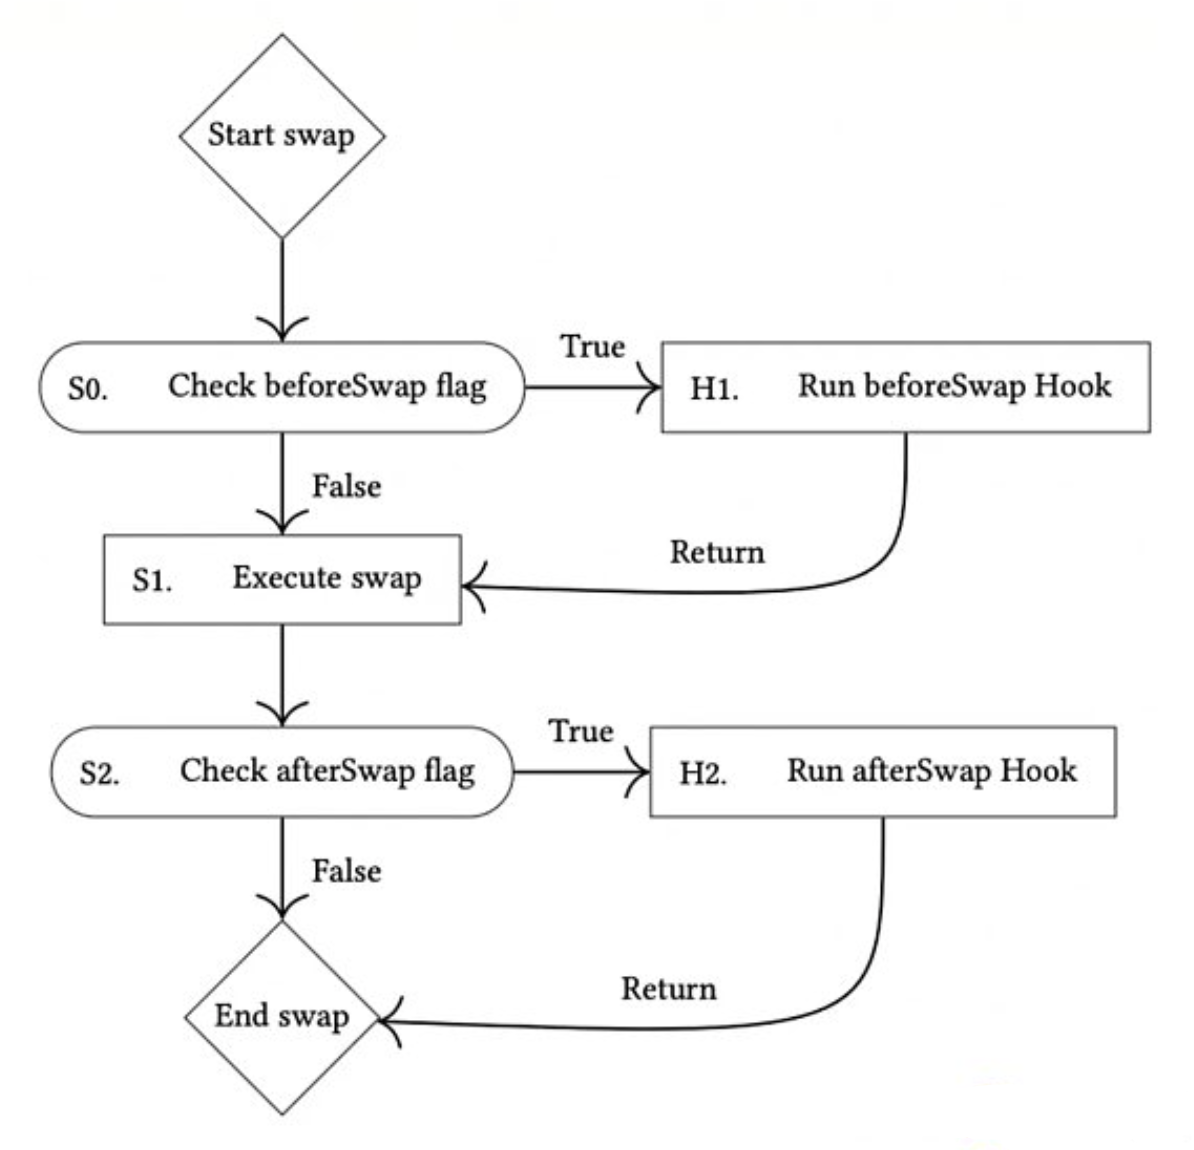 Start swap
S0. Check beforeSwap flag
True
H1. Run beforeSwap Hook
False
Return
S1. Execute swap
S2. Check afterSwap flag
True
H2. Run afterSwap Hook
False
Return
End swap